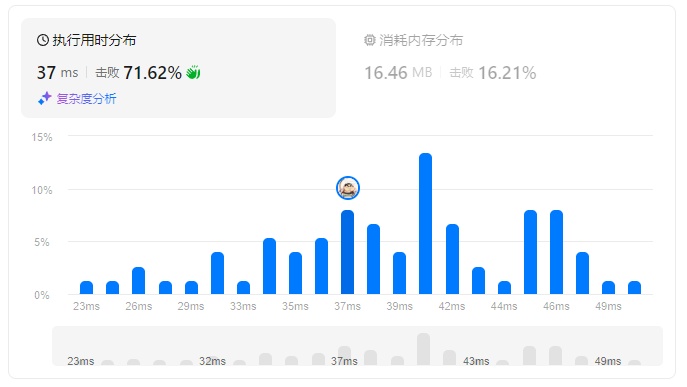 执行用时分布
37 ms 击败 71.62%
复杂度分析
消耗内存分布
16.46 MB 击败 16.21%
15%
10%
5%
0%
23ms 26ms 29ms 33ms 35ms 37ms 39ms 42ms 44ms 46ms 49ms
23ms 32ms 37ms 43ms 49ms